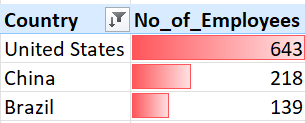 Country No_of_Employees
United States 643
China 218
Brazil 139